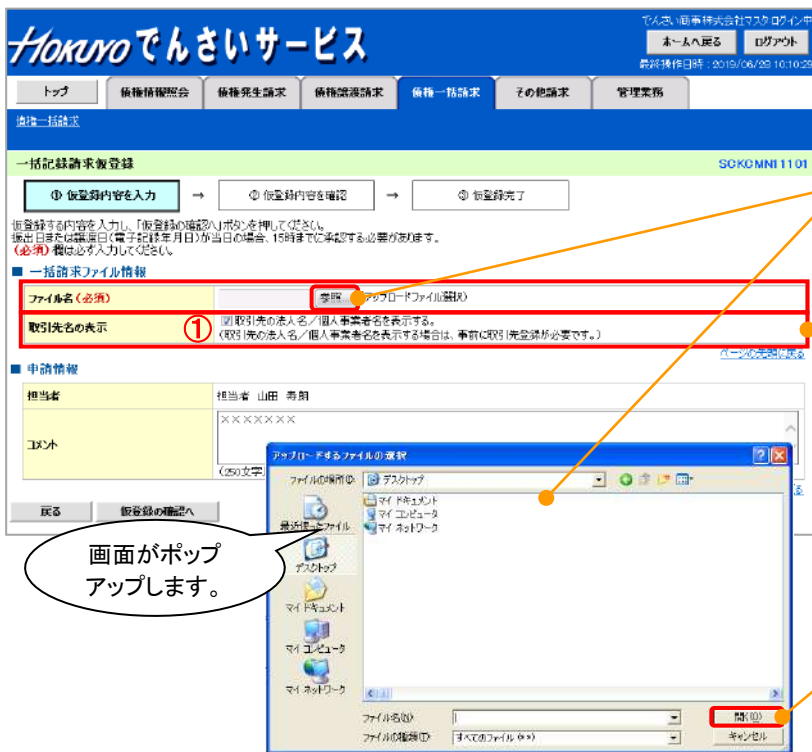 でんさい商事株式会社マスタ ログイン中
Hokuyo でんさいサービス
ホームへ戻る ログアウト
最終操作日時：2019/06/28 10:10:29
トップ 債権情報照会 債権発生請求 債権譲渡請求 債権一括請求 その他請求 管理業務
債権一括請求
一括記録請求仮登録 SCKCMN11101
① 仮登録内容を入力 → ② 仮登録内容を確認 → ③ 仮登録完了
仮登録する内容を入力し、「仮登録の確認へ」ボタンを押してください。
振出日または譲渡日（電子記録年月日）が当日の場合、15時までに承認する必要があります。
(必須)欄は必ず入力してください。
■ 一括請求ファイル情報
ファイル名(必須) 参照... (アップロードファイル選択)
取引先名の表示 ① 取引先の法人名／個人事業者名を表示する。
（取引先の法人名／個人事業者名を表示する場合は、事前に取引先登録が必要です。）
ページの先頭に戻る
■ 申請情報
担当者 担当者 山田 寿朗
コメント ×××××××
(250文字
る
戻る 仮登録の確認へ
画面がポップ
アップします。
アップロードするファイルの選択
ファイルの場所(I): デスクトップ
マイ ドキュメント
マイ コンピュータ
マイ ネットワーク
最近使ったファイル
デスクトップ
マイ ドキュメント
マイ コンピュータ
マイ ネットワーク
ファイル名(N): 開く(O)
ファイルの種類(T): すべてのファイル (*.*) キャンセル